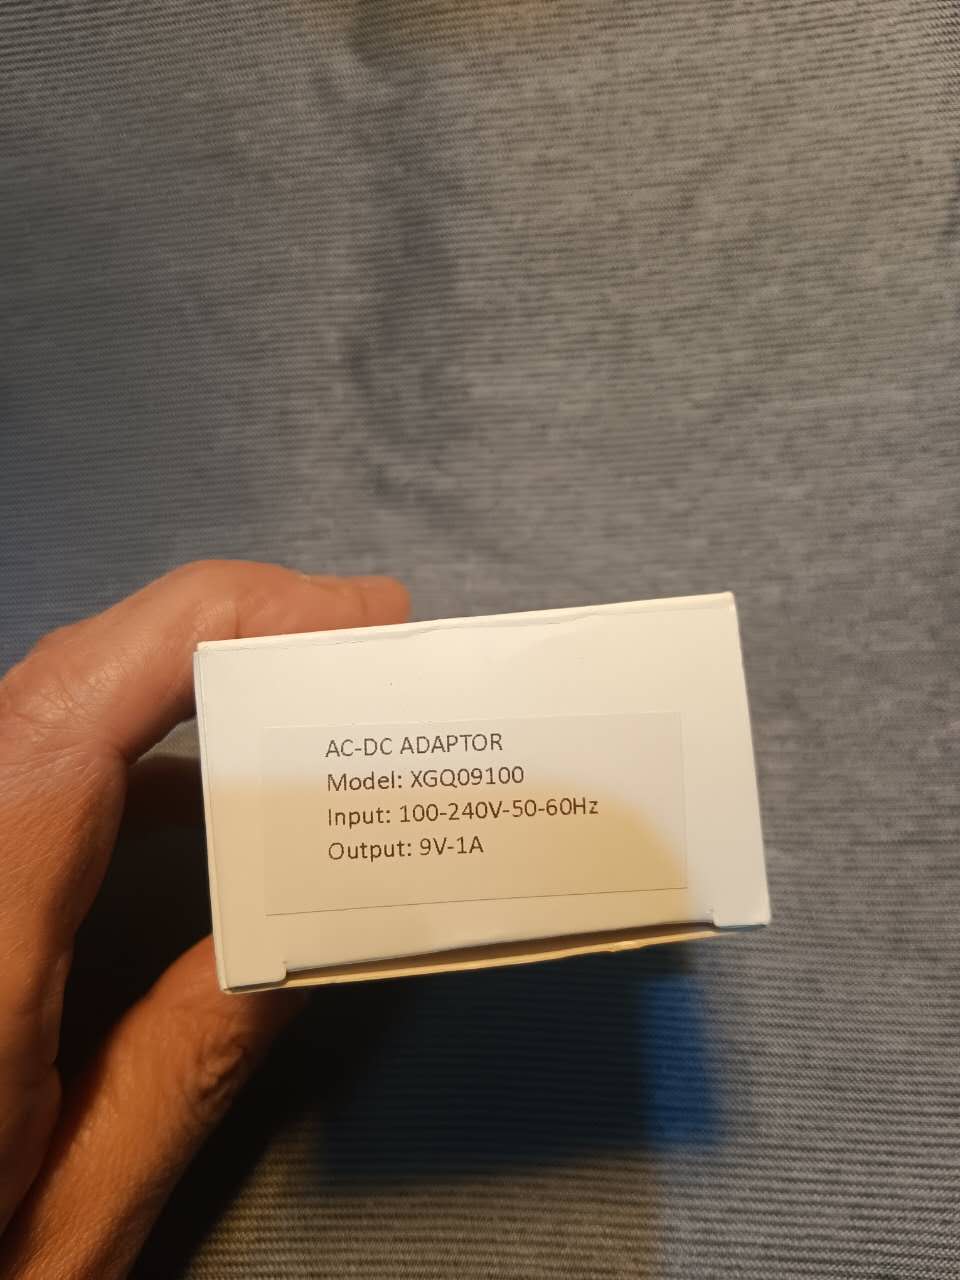 AC-DC ADAPTOR
Model: XGQ09100
Input: 100-240V-50-60Hz
Output: 9V-1A